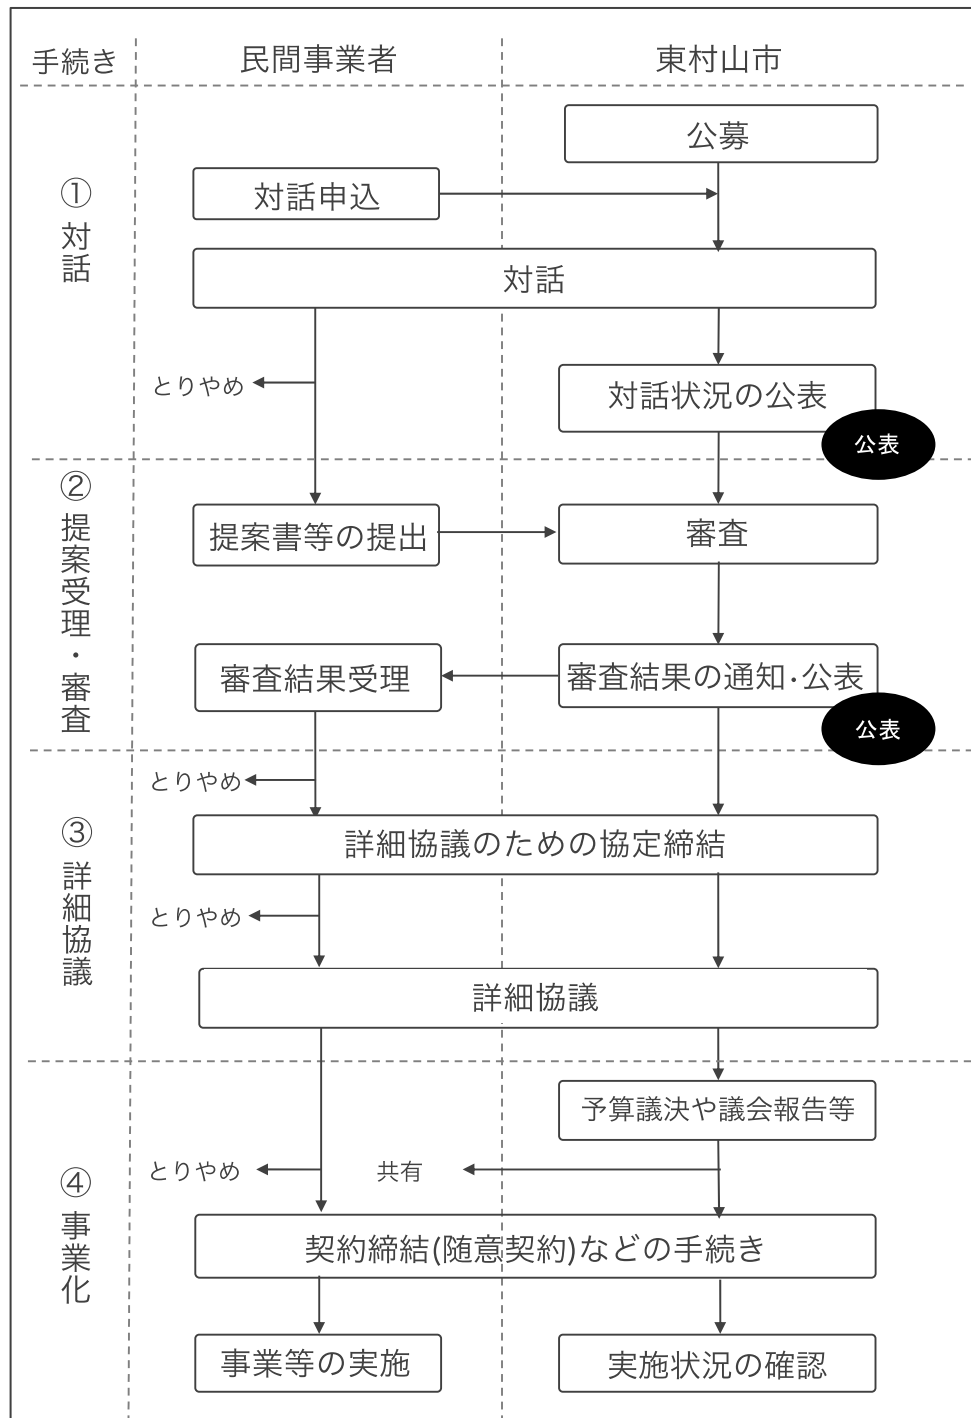 手続き
民間事業者
東村山市
公募
① 対話
対話申込
対話
とりやめ
対話状況の公表
公表
② 提案受理・審査
提案書等の提出
審査
審査結果受理
審査結果の通知・公表
公表
とりやめ
③ 詳細協議
詳細協議のための協定締結
とりやめ
詳細協議
予算議決や議会報告等
④ 事業化
とりやめ
共有
契約締結(随意契約)などの手続き
事業等の実施
実施状況の確認